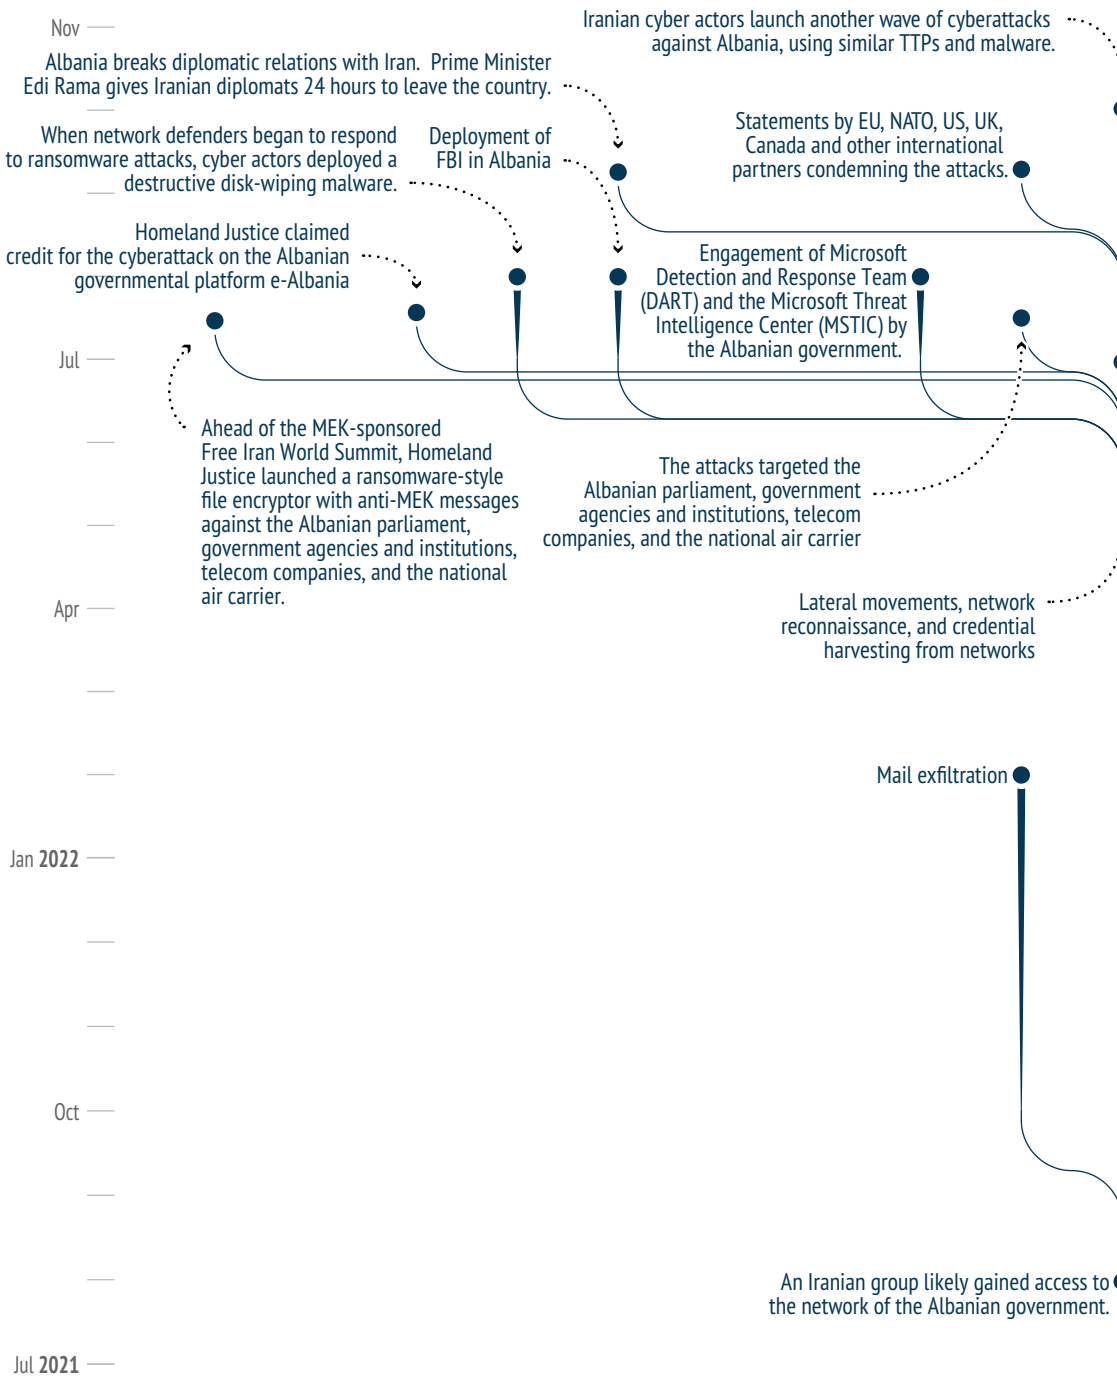 Nov
Iranian cyber actors launch another wave of cyberattacks
against Albania, using similar TTPs and malware.
Albania breaks diplomatic relations with Iran. Prime Minister
Edi Rama gives Iranian diplomats 24 hours to leave the country.
When network defenders began to respond
to ransomware attacks, cyber actors deployed a
destructive disk-wiping malware.
Deployment of
FBI in Albania
Statements by EU, NATO, US, UK,
Canada and other international
partners condemning the attacks.
Homeland Justice claimed
credit for the cyberattack on the Albanian
governmental platform e-Albania
Engagement of Microsoft
Detection and Response Team
(DART) and the Microsoft Threat
Intelligence Center (MSTIC) by
the Albanian government.
Jul
Ahead of the MEK-sponsored
Free Iran World Summit, Homeland
Justice launched a ransomware-style
file encryptor with anti-MEK messages
against the Albanian parliament,
government agencies and institutions,
telecom companies, and the national
air carrier.
The attacks targeted the
Albanian parliament, government
agencies and institutions, telecom
companies, and the national air carrier
Apr
Lateral movements, network
reconnaissance, and credential
harvesting from networks
Mail exfiltration
Jan 2022
Oct
An Iranian group likely gained access to
the network of the Albanian government.
Jul 2021